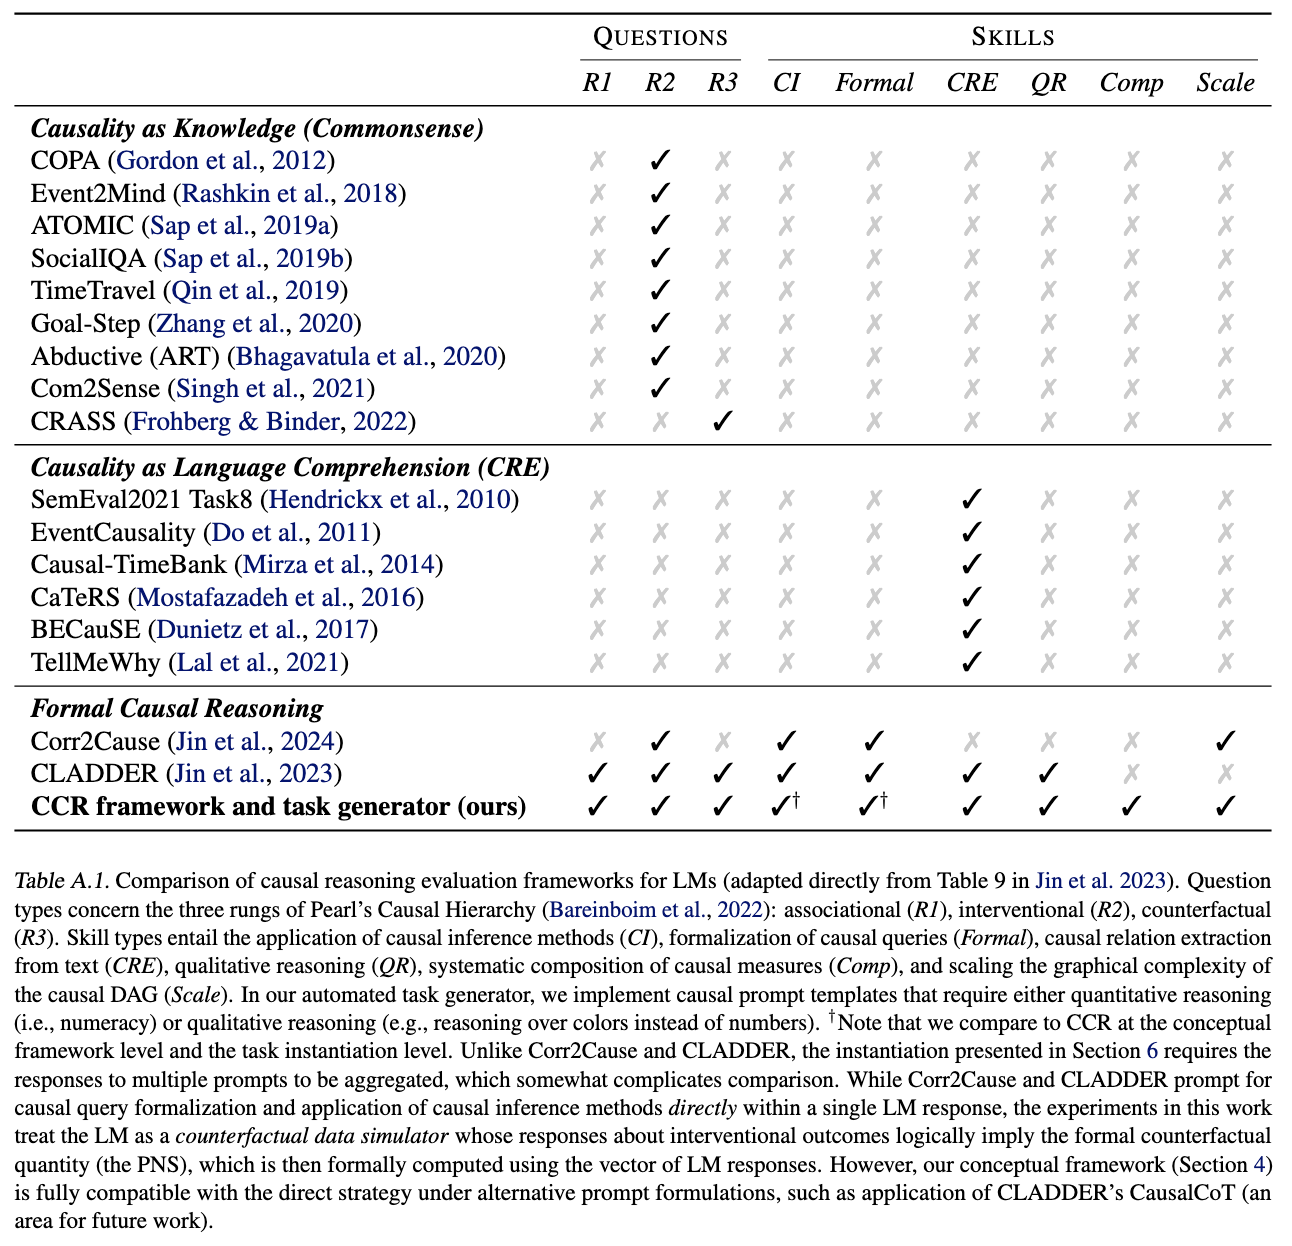 QUESTIONS SKILLS
R1 R2 R3 CI Formal CRE QR Comp Scale
Causality as Knowledge (Commonsense)
COPA (Gordon et al., 2012) ✗ ✓ ✗ ✗ ✗ ✗ ✗ ✗ ✗
Event2Mind (Rashkin et al., 2018) ✗ ✓ ✗ ✗ ✗ ✗ ✗ ✗ ✗
ATOMIC (Sap et al., 2019a) ✗ ✓ ✗ ✗ ✗ ✗ ✗ ✗ ✗
SocialIQA (Sap et al., 2019b) ✗ ✓ ✗ ✗ ✗ ✗ ✗ ✗ ✗
TimeTravel (Qin et al., 2019) ✗ ✓ ✗ ✗ ✗ ✗ ✗ ✗ ✗
Goal-Step (Zhang et al., 2020) ✗ ✓ ✗ ✗ ✗ ✗ ✗ ✗ ✗
Abductive (ART) (Bhagavatula et al., 2020) ✗ ✓ ✗ ✗ ✗ ✗ ✗ ✗ ✗
Com2Sense (Singh et al., 2021) ✗ ✓ ✗ ✗ ✗ ✗ ✗ ✗ ✗
CRASS (Frohberg & Binder, 2022) ✗ ✗ ✓ ✗ ✗ ✗ ✗ ✗ ✗
Causality as Language Comprehension (CRE)
SemEval2021 Task8 (Hendrickx et al., 2010) ✗ ✗ ✗ ✗ ✗ ✓ ✗ ✗ ✗
EventCausality (Do et al., 2011) ✗ ✗ ✗ ✗ ✗ ✓ ✗ ✗ ✗
Causal-TimeBank (Mirza et al., 2014) ✗ ✗ ✗ ✗ ✗ ✓ ✗ ✗ ✗
CaTeRS (Mostafazadeh et al., 2016) ✗ ✗ ✗ ✗ ✗ ✓ ✗ ✗ ✗
BECauSE (Dunietz et al., 2017) ✗ ✗ ✗ ✗ ✗ ✓ ✗ ✗ ✗
TellMeWhy (Lal et al., 2021) ✗ ✗ ✗ ✗ ✗ ✓ ✗ ✗ ✗
Formal Causal Reasoning
Corr2Cause (Jin et al., 2024) ✗ ✓ ✗ ✓ ✓ ✗ ✗ ✗ ✓
CLADDER (Jin et al., 2023) ✓ ✓ ✓ ✓ ✓ ✓ ✓ ✗ ✗
CCR framework and task generator (ours) ✓ ✓ ✓ ✓† ✓† ✓ ✓ ✓ ✓
Table A.1. Comparison of causal reasoning evaluation frameworks for LMs (adapted directly from Table 9 in Jin et al. 2023). Question
types concern the three rungs of Pearl's Causal Hierarchy (Bareinboim et al., 2022): associational (R1), interventional (R2), counterfactual
(R3). Skill types entail the application of causal inference methods (CI), formalization of causal queries (Formal), causal relation extraction
from text (CRE), qualitative reasoning (QR), systematic composition of causal measures (Comp), and scaling the graphical complexity of
the causal DAG (Scale). In our automated task generator, we implement causal prompt templates that require either quantitative reasoning
(i.e., numeracy) or qualitative reasoning (e.g., reasoning over colors instead of numbers). †Note that we compare to CCR at the conceptual
framework level and the task instantiation level. Unlike Corr2Cause and CLADDER, the instantiation presented in Section 6 requires the
responses to multiple prompts to be aggregated, which somewhat complicates comparison. While Corr2Cause and CLADDER prompt for
causal query formalization and application of causal inference methods directly within a single LM response, the experiments in this work
treat the LM as a counterfactual data simulator whose responses about interventional outcomes logically imply the formal counterfactual
quantity (the PNS), which is then formally computed using the vector of LM responses. However, our conceptual framework (Section 4)
is fully compatible with the direct strategy under alternative prompt formulations, such as application of CLADDER's CausalCoT (an
area for future work).